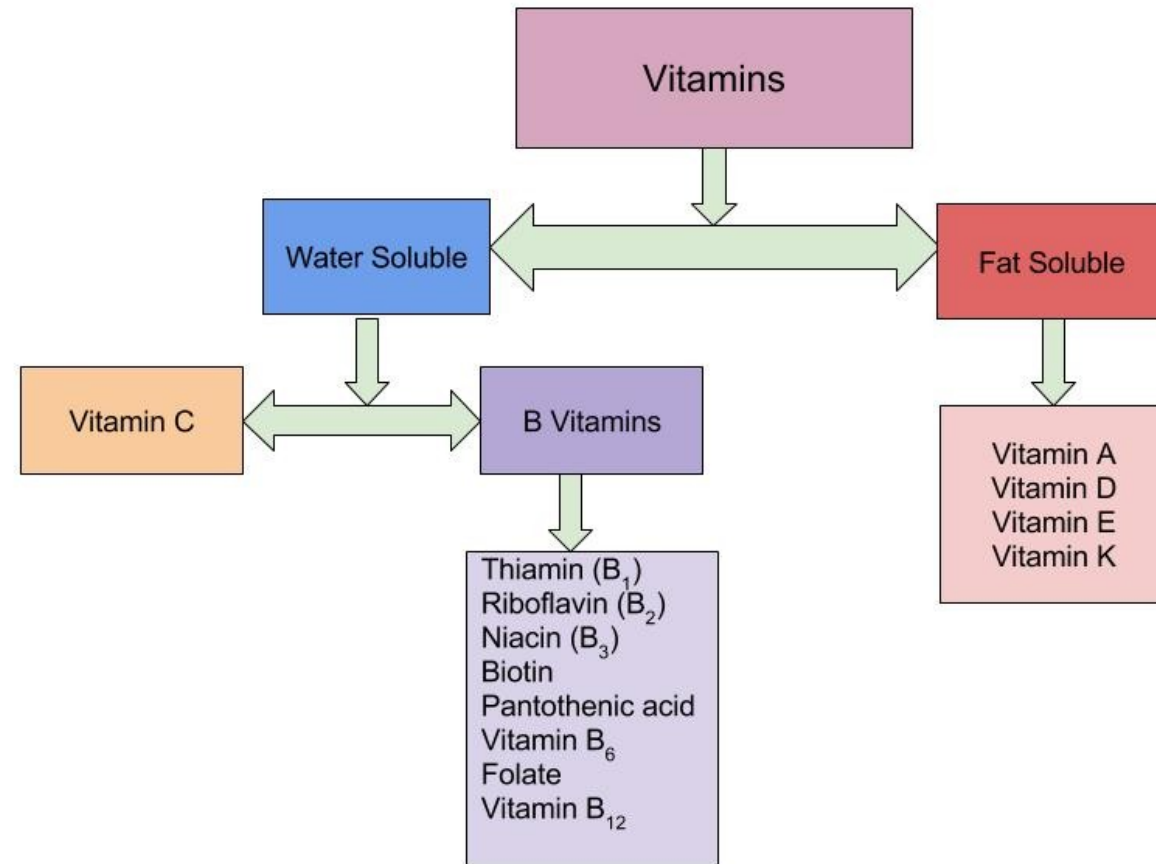 Vitamins
Water Soluble
Fat Soluble
Vitamin C
B Vitamins
Vitamin A
Vitamin D
Vitamin E
Vitamin K
Thiamin (B₁)
Riboflavin (B₂)
Niacin (B₃)
Biotin
Pantothenic acid
Vitamin B₆
Folate
Vitamin B₁₂